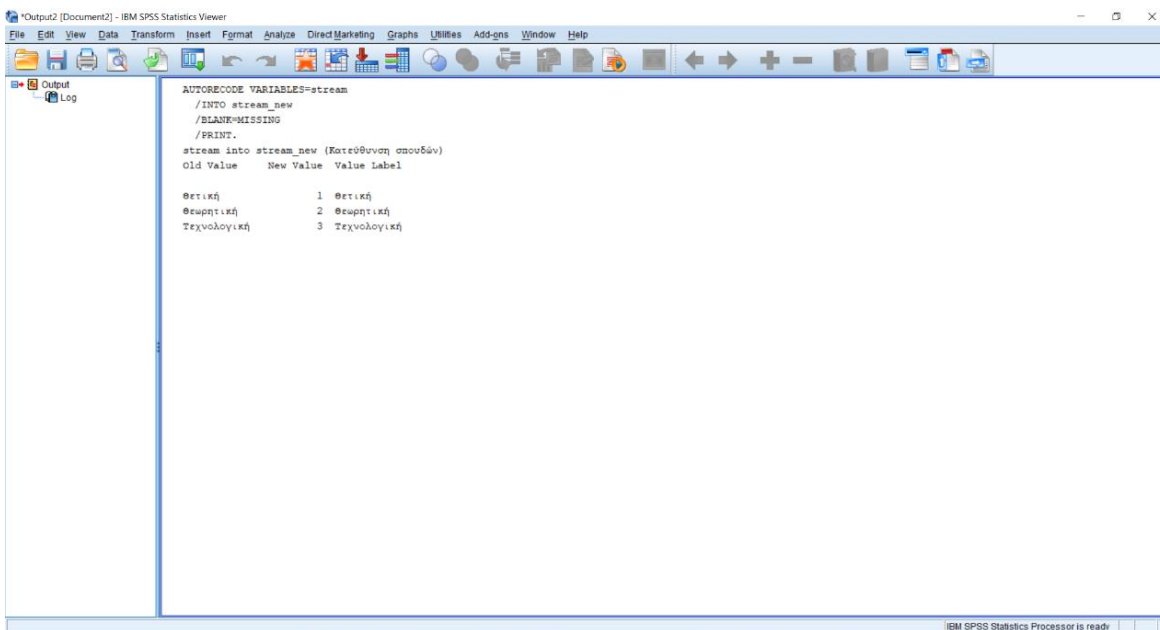 *Output2 [Document2] - IBM SPSS Statistics Viewer
File Edit View Data Transform Insert Format Analyze Direct Marketing Graphs Utilities Add-ons Window Help
Output
Log
AUTORECODE VARIABLES=stream
/INTO stream_new
/BLANK=MISSING
/PRINT.
stream into stream_new (Κατεύθυνση σπουδών)
Old Value New Value Value Label
Θετική 1 Θετική
Θεωρητική 2 Θεωρητική
Τεχνολογική 3 Τεχνολογική
IBM SPSS Statistics Processor is ready